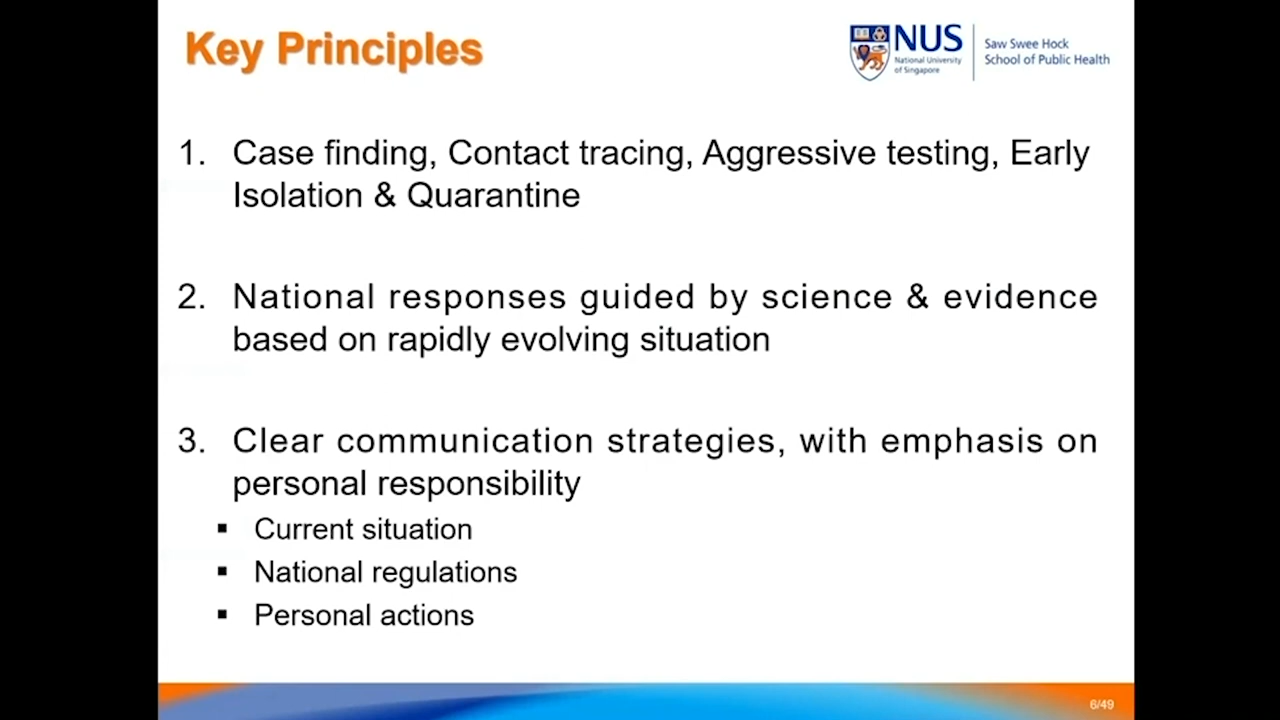 Key Principles
NUS
National University
of Singapore
Saw Swee Hock
School of Public Health
1. Case finding, Contact tracing, Aggressive testing, Early
Isolation & Quarantine
2. National responses guided by science & evidence
based on rapidly evolving situation
3. Clear communication strategies, with emphasis on
personal responsibility
▪ Current situation
▪ National regulations
▪ Personal actions
6/49